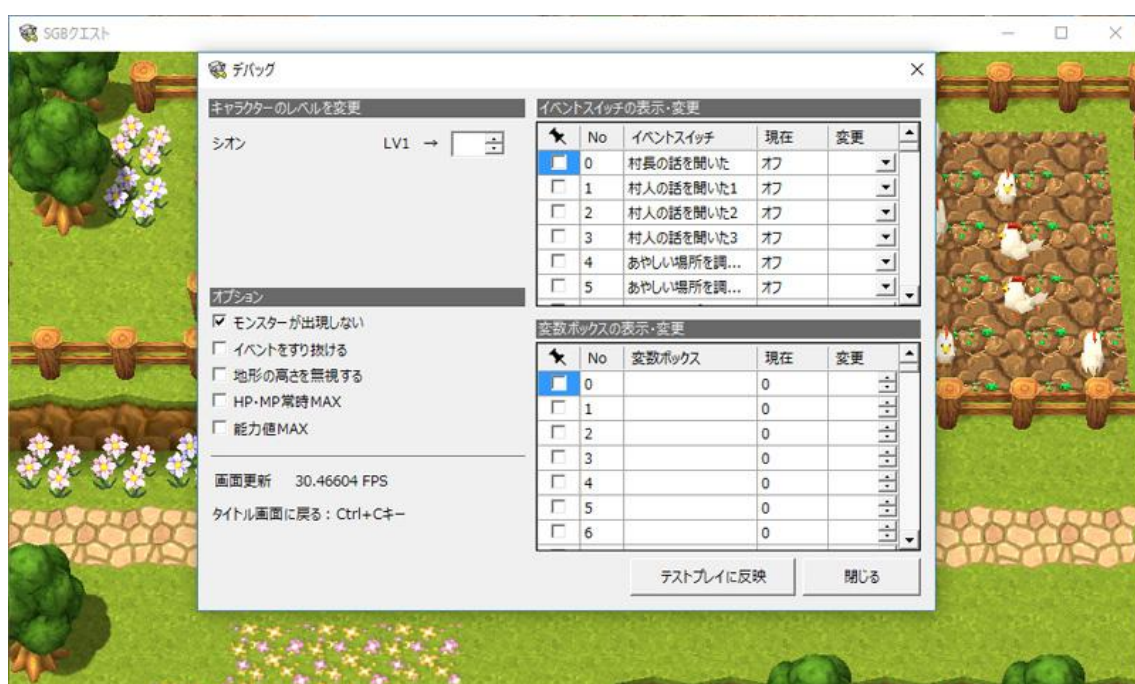 SGBクエスト
デバッグ
キャラクターのレベルを変更
シオン LV1 →
オプション
モンスターが出現しない
イベントをすり抜ける
地形の高さを無視する
HP・MP常時MAX
能力値MAX
画面更新 30.46604 FPS
タイトル画面に戻る：Ctrl+Cキー
イベントスイッチの表示・変更
No イベントスイッチ 現在 変更
0 村長の話を聞いた オフ
1 村人の話を聞いた1 オフ
2 村人の話を聞いた2 オフ
3 村人の話を聞いた3 オフ
4 あやしい場所を調... オフ
5 あやしい場所を調... オフ
変数ボックスの表示・変更
No 変数ボックス 現在 変更
0 0
1 0
2 0
3 0
4 0
5 0
6 0
テストプレイに反映 閉じる